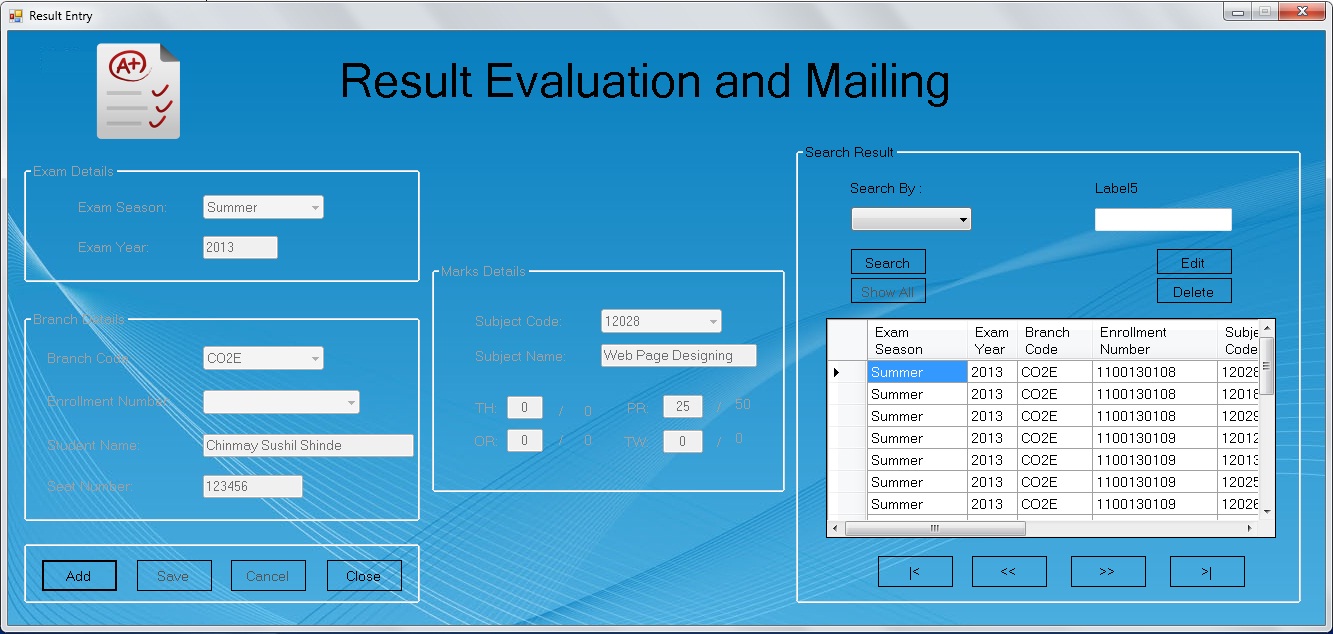 Result Entry
A+
Result Evaluation and Mailing
Exam Details
Exam Season: Summer
Exam Year: 2013
Branch Details
Branch Code: CO2E
Enrollment Number:
Student Name: Chinmay Sushil Shinde
Seat Number: 123456
Add Save Cancel Close
Marks Details
Subject Code: 12028
Subject Name: Web Page Designing
TH: 0 / 0 PR: 25 / 50
OR: 0 / 0 TW: 0 / 0
Search Result
Search By : Label5
Search Edit
Show All Delete
Exam Exam Branch Enrollment Subje
Season Year Code Number Code
Summer 2013 CO2E 1100130108 12028
Summer 2013 CO2E 1100130108 12018
Summer 2013 CO2E 1100130108 12029
Summer 2013 CO2E 1100130109 12012
Summer 2013 CO2E 1100130109 12013
Summer 2013 CO2E 1100130109 12025
Summer 2013 CO2E 1100130109 12026
|< << >> >|